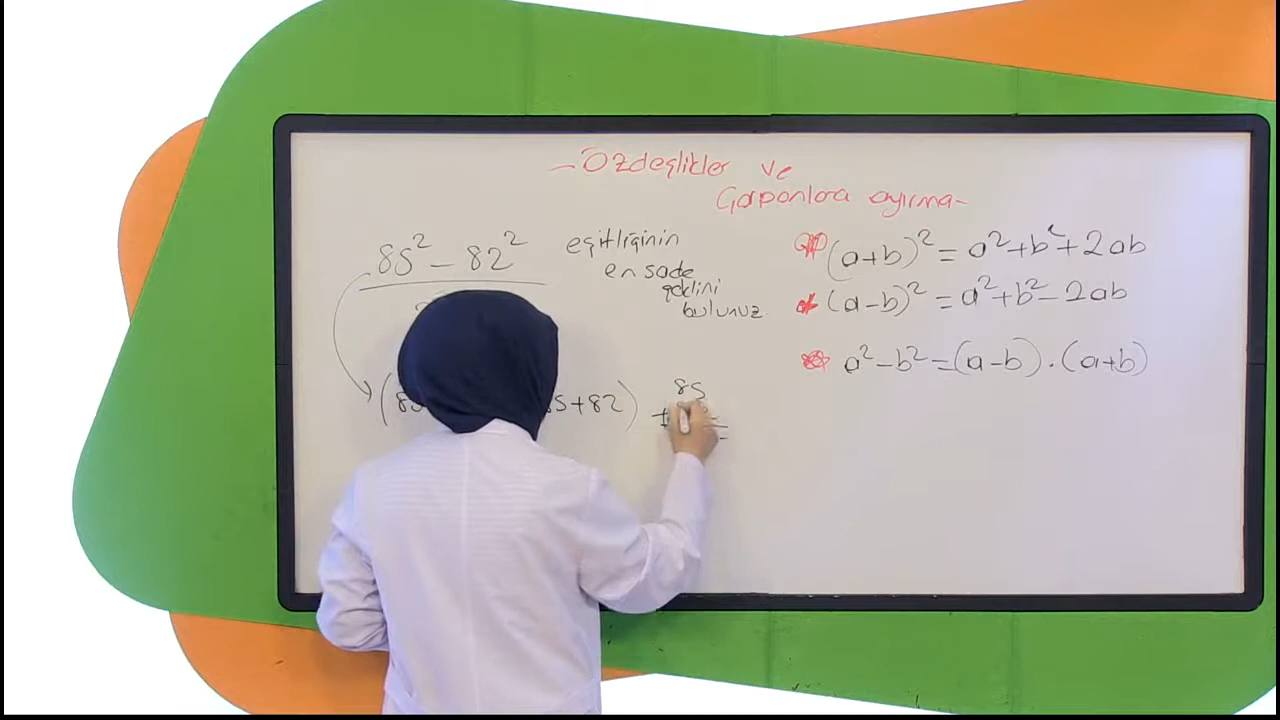 - Özdeşlikler ve
Çarpanlara ayırma-
85² - 82²
eşitliğinin
en sade
şeklini
bulunuz
(a+b)² = a² + b² + 2ab
(a-b)² = a² + b² - 2ab
a² - b² = (a-b) . (a+b)
(85
5+82)
85
+